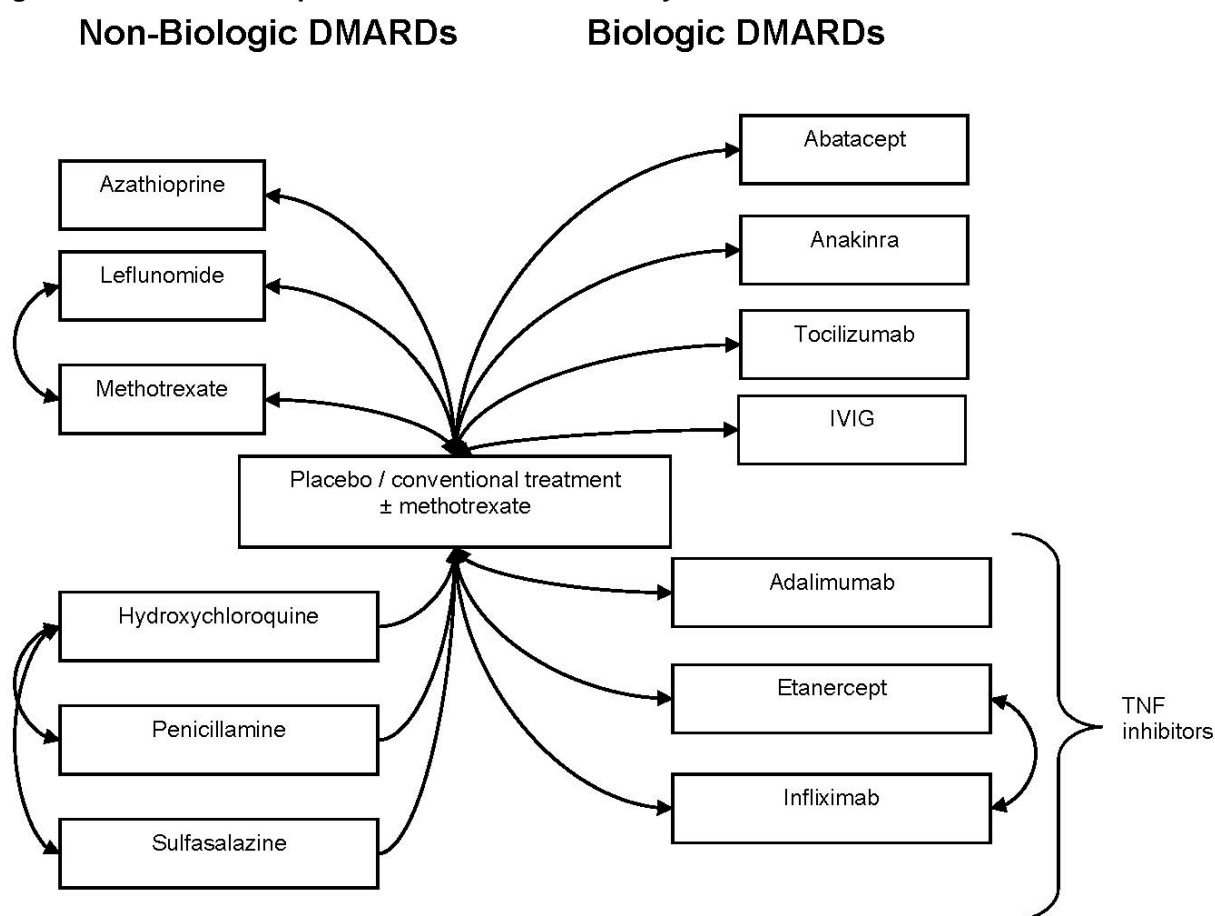 Non-Biologic DMARDs
Biologic DMARDs
Azathioprine
Leflunomide
Methotrexate
Abatacept
Anakinra
Tocilizumab
IVIG
Placebo / conventional treatment
± methotrexate
Hydroxychloroquine
Penicillamine
Sulfasalazine
Adalimumab
Etanercept
Infliximab
TNF
inhibitors